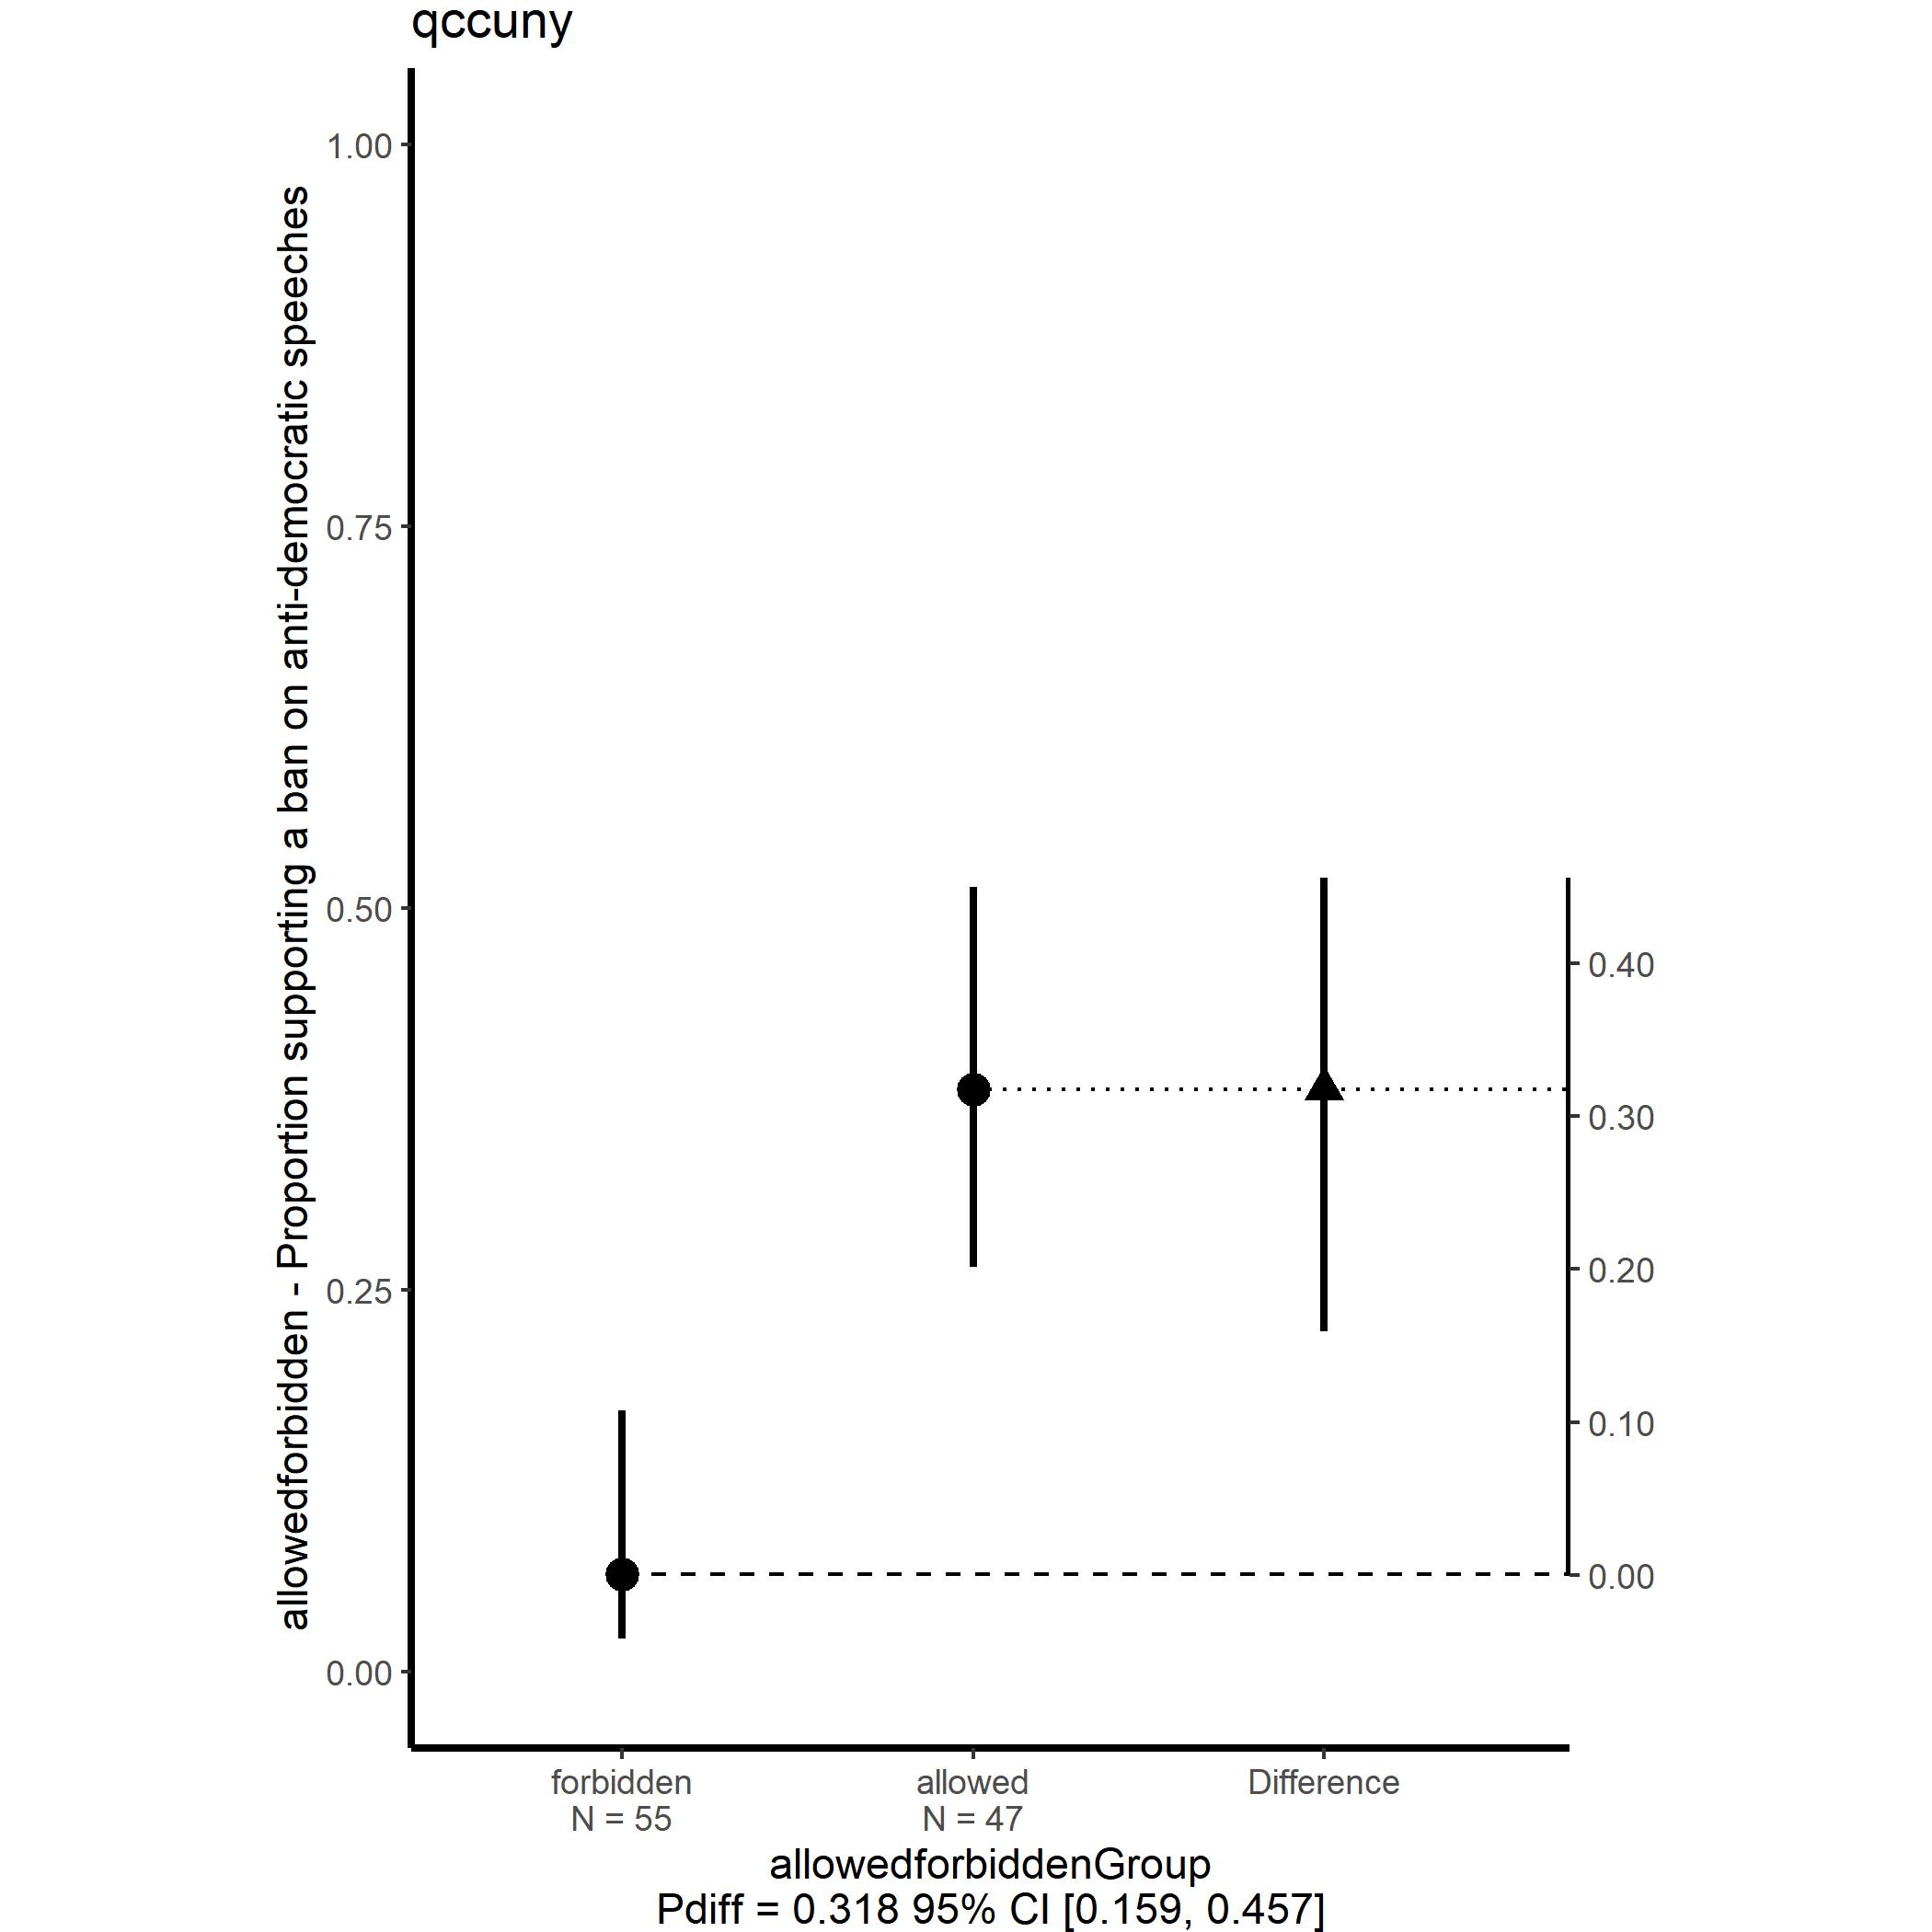 qccuny
allowedforbidden - Proportion supporting a ban on anti-democratic speeches
1.00
0.75
0.50
0.25
0.00
0.40
0.30
0.20
0.10
0.00
forbidden
N = 55
allowed
N = 47
Difference
allowedforbiddenGroup
Pdiff = 0.318 95% CI [0.159, 0.457]